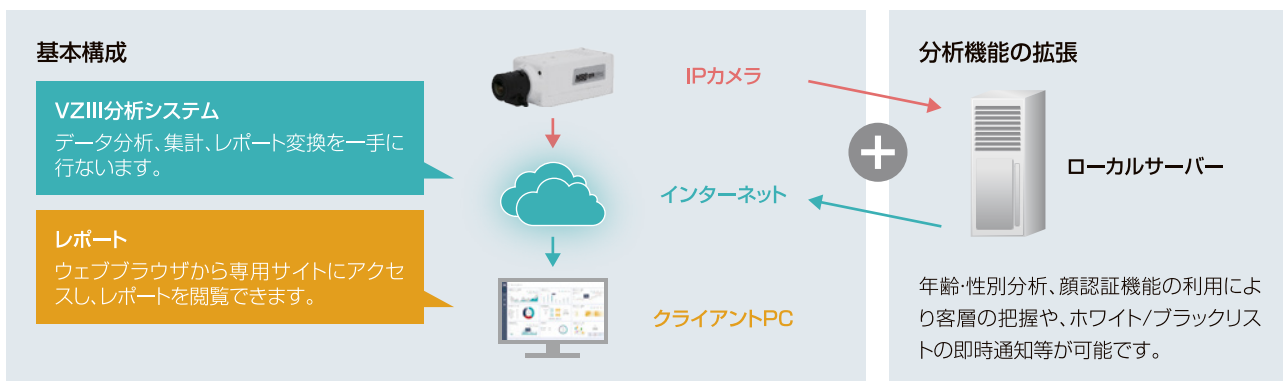 基本構成
VZIII分析システム
データ分析、集計、レポート変換を一手に
行ないます。
レポート
ウェブブラウザから専用サイトにアクセ
スし、レポートを閲覧できます。
IPカメラ
インターネット
クライアントPC
分析機能の拡張
ローカルサーバー
年齢・性別分析、顔認証機能の利用によ
り客層の把握や、ホワイト/ブラックリス
トの即時通知等が可能です。